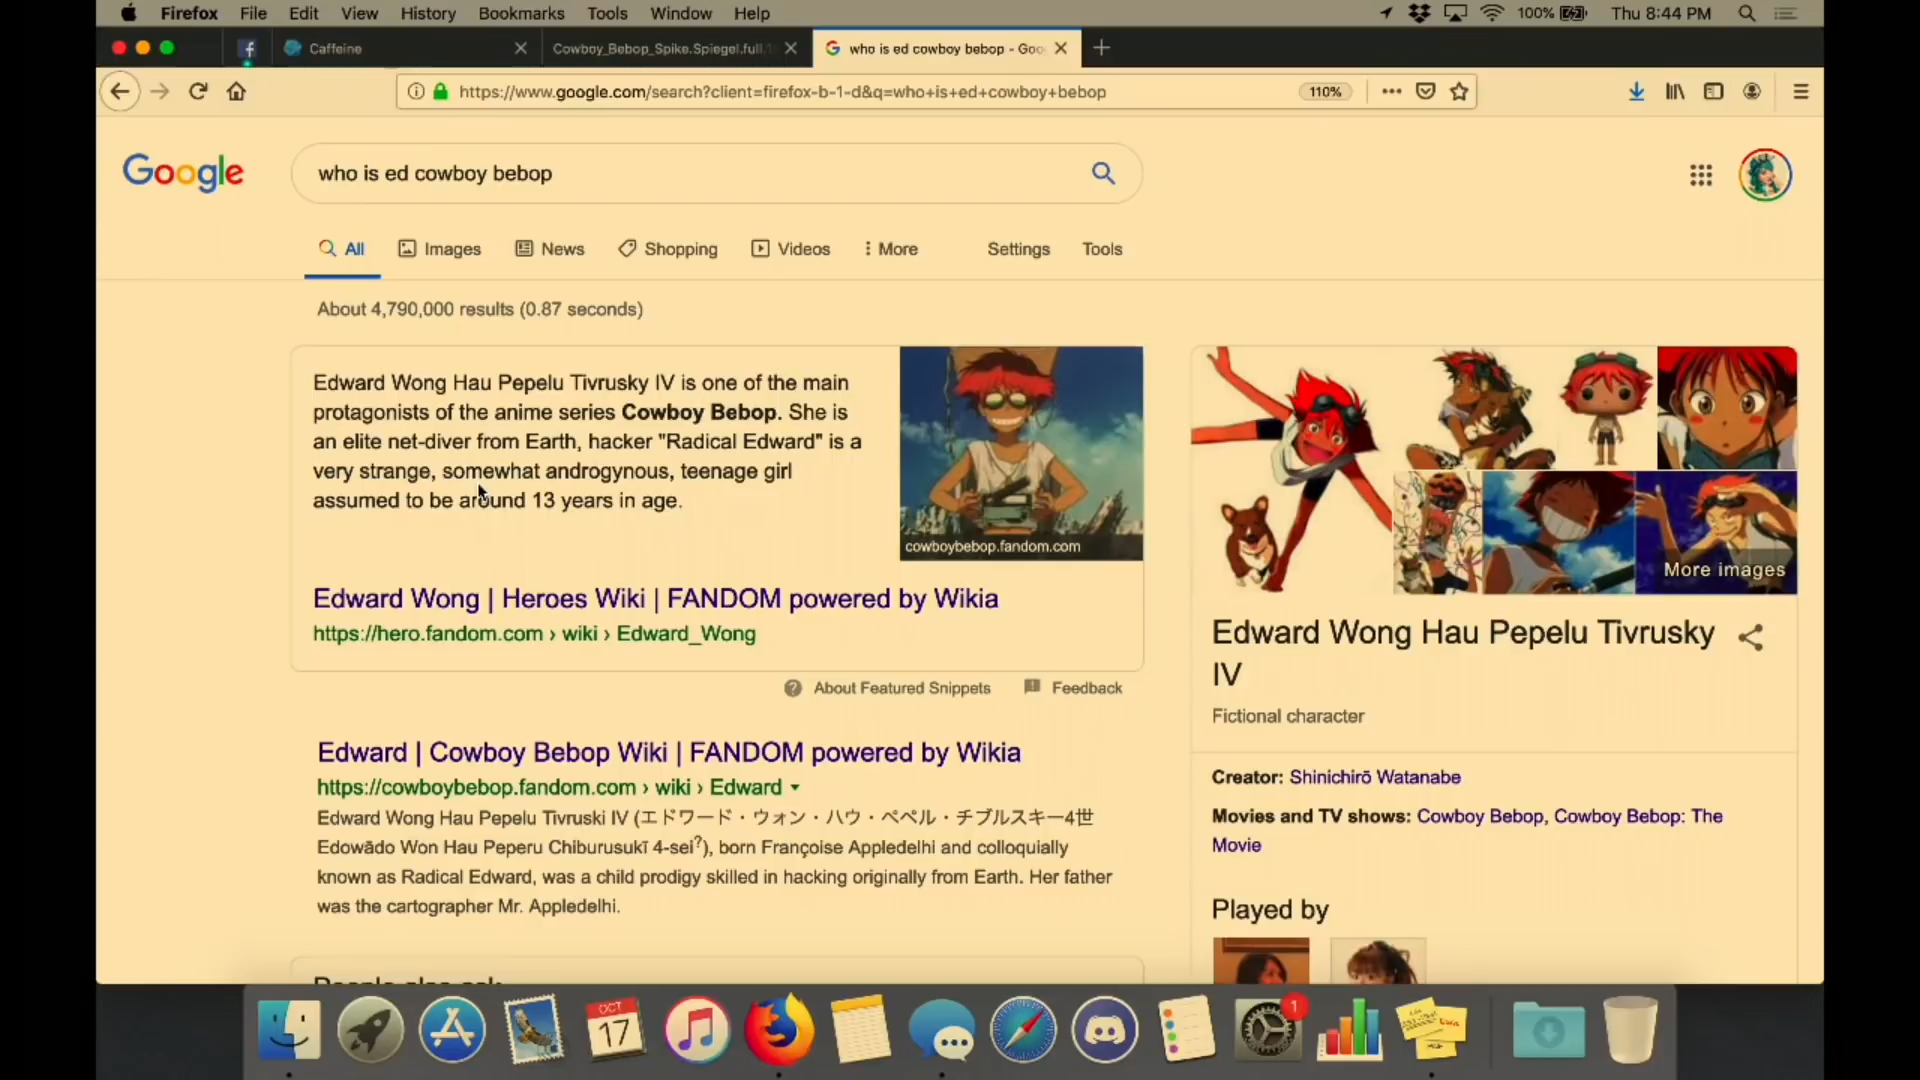 Firefox File Edit View History Bookmarks Tools Window Help 100% Thu 8:44 PM
f Caffeine Cowboy_Bebop_Spike.Spiegel.full. who is ed cowboy bebop - Goo
https://www.google.com/search?client=firefox-b-1-d&q=who+is+ed+cowboy+bebop 110%
Google who is ed cowboy bebop
All Images News Shopping Videos More Settings Tools
About 4,790,000 results (0.87 seconds)
Edward Wong Hau Pepelu Tivrusky IV is one of the main
protagonists of the anime series Cowboy Bebop. She is
an elite net-diver from Earth, hacker "Radical Edward" is a
very strange, somewhat androgynous, teenage girl
assumed to be around 13 years in age.
cowboybebop.fandom.com
Edward Wong | Heroes Wiki | FANDOM powered by Wikia
https://hero.fandom.com › wiki › Edward_Wong
About Featured Snippets Feedback
Edward | Cowboy Bebop Wiki | FANDOM powered by Wikia
https://cowboybebop.fandom.com › wiki › Edward
Edward Wong Hau Pepelu Tivruski IV (エドワード・ウォン・ハウ・ペペル・チブルスキー4世
Edowādo Won Hau Peperu Chiburusukī 4-sei?), born Françoise Appledelhi and colloquially
known as Radical Edward, was a child prodigy skilled in hacking originally from Earth. Her father
was the cartographer Mr. Appledelhi.
People also ask
More images
Edward Wong Hau Pepelu Tivrusky
IV
Fictional character
Creator: Shinichirō Watanabe
Movies and TV shows: Cowboy Bebop, Cowboy Bebop: The
Movie
Played by
OCT
17
1